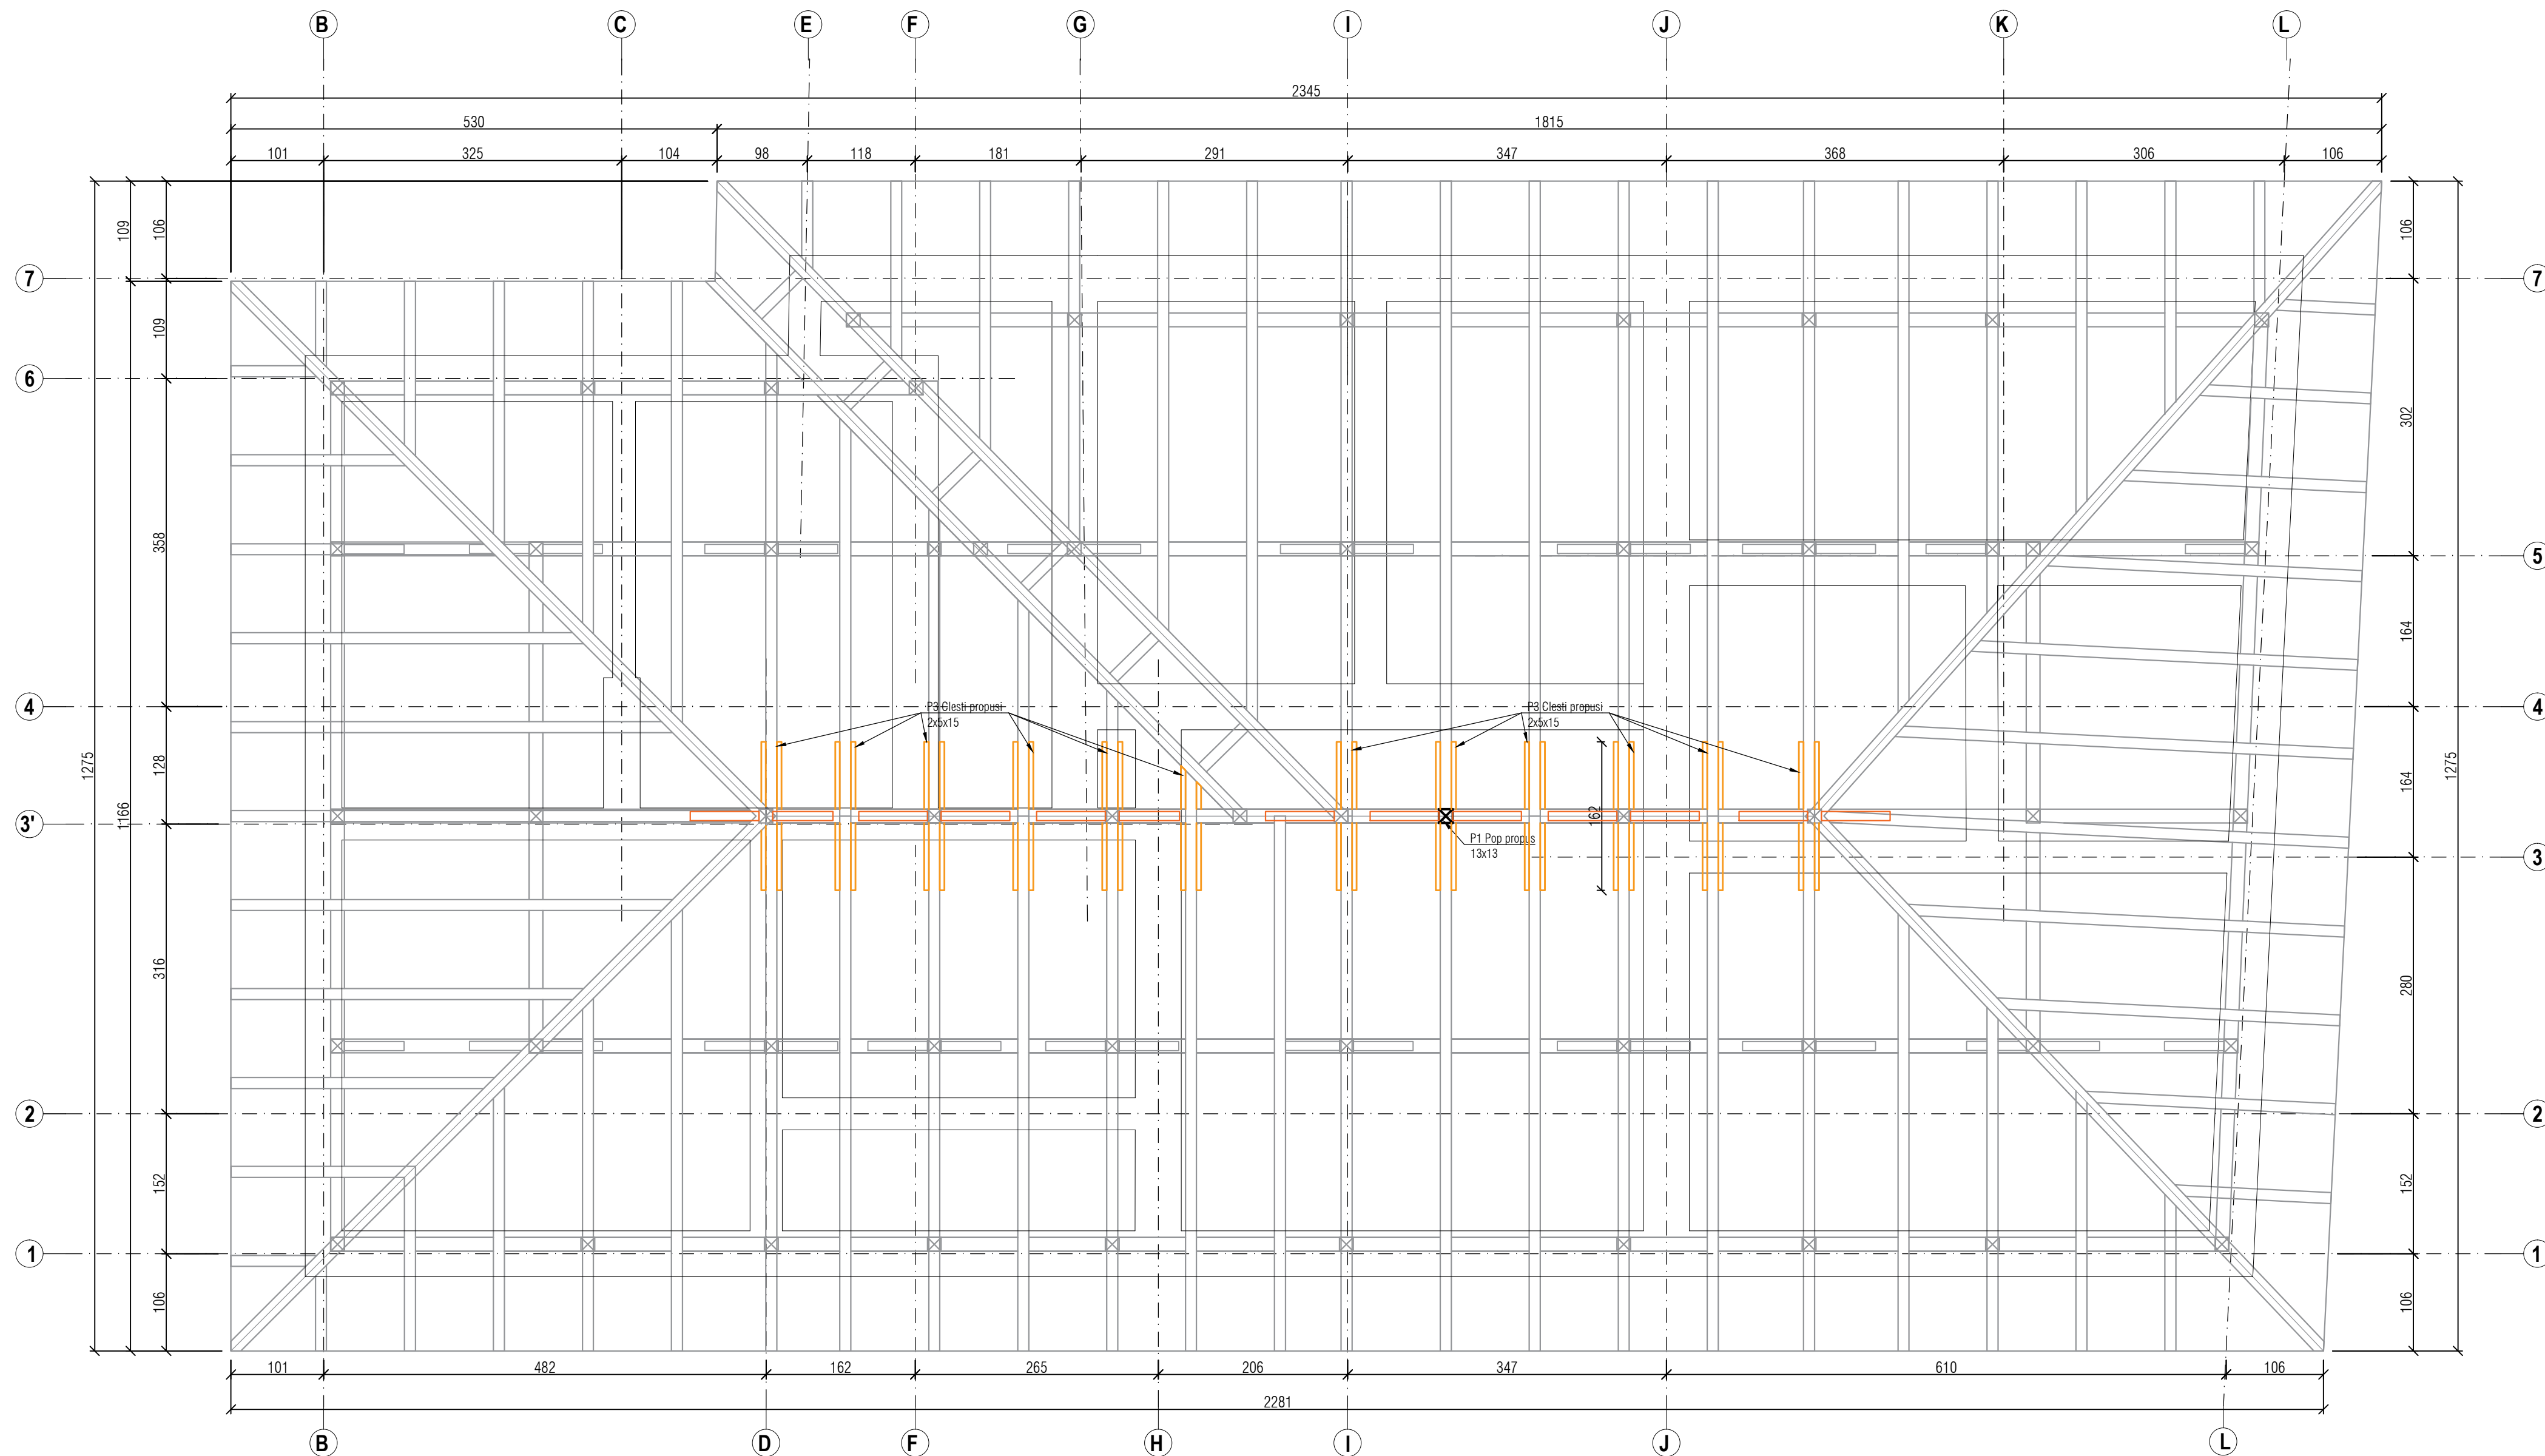 B C E F G I J K L
2345
530 1815
101 325 104 98 118 181 291 347 368 306 106
109 106 106
7 7
109
6
302
358
5
164
4 4
P3 Clesti propusi P3 Clesti propusi
2x5x15 2x5x15
1275 1166 128 164 1275
162
3'
P1 Pop propus
13x13
3
316 280
2 2
152 152
1 1
106 106
101 482 162 265 206 347 610 106
2281
B D F H I J L